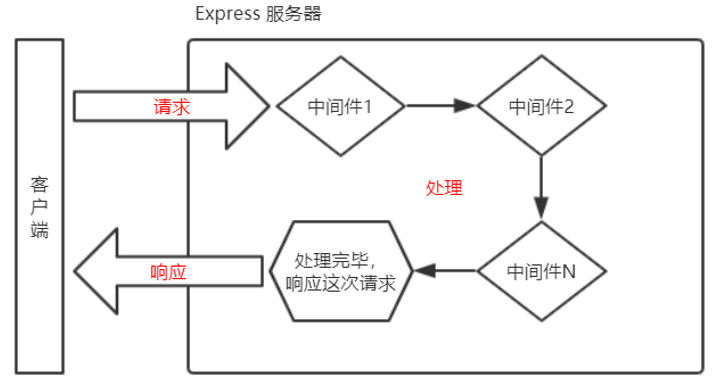 Express 服务器
客户端
请求
中间件1
中间件2
处理
中间件N
处理完毕，
响应这次请求
响应